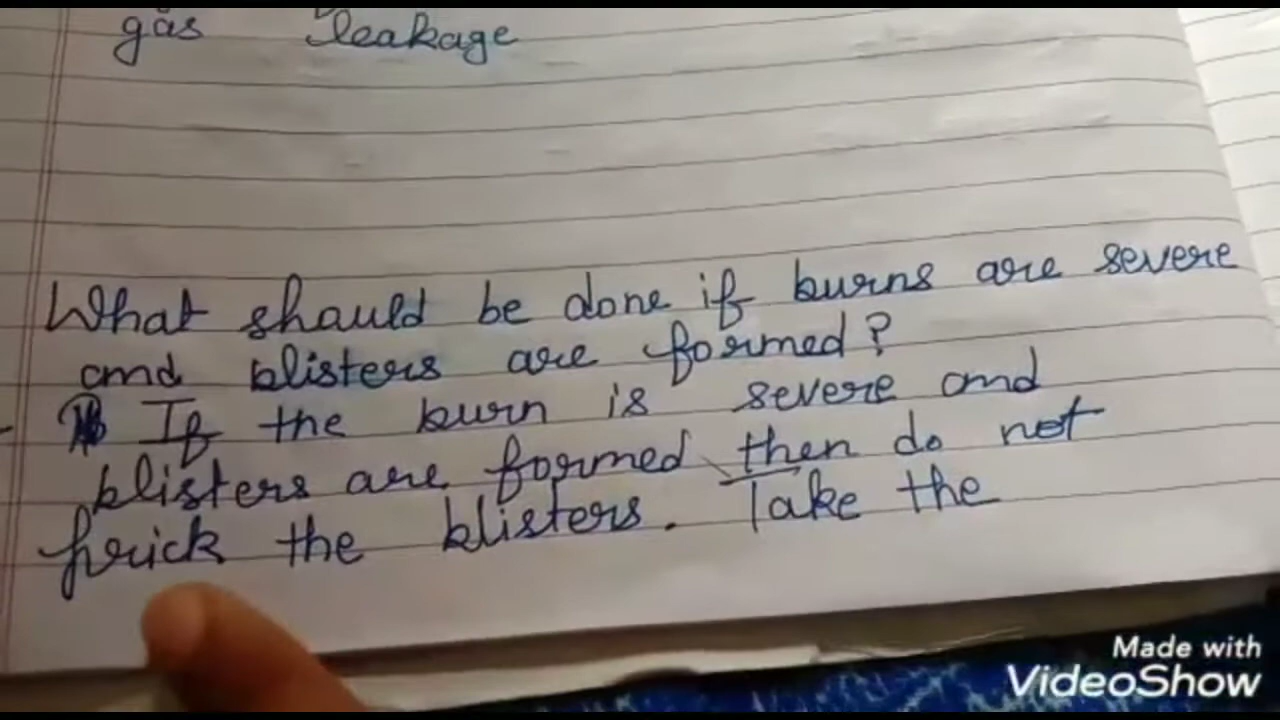 gas leakage
What should be done if burns are severe
and blisters are formed?
If the burn is severe and
blisters are formed then do not
prick the blisters. Take the
Made with
VideoShow